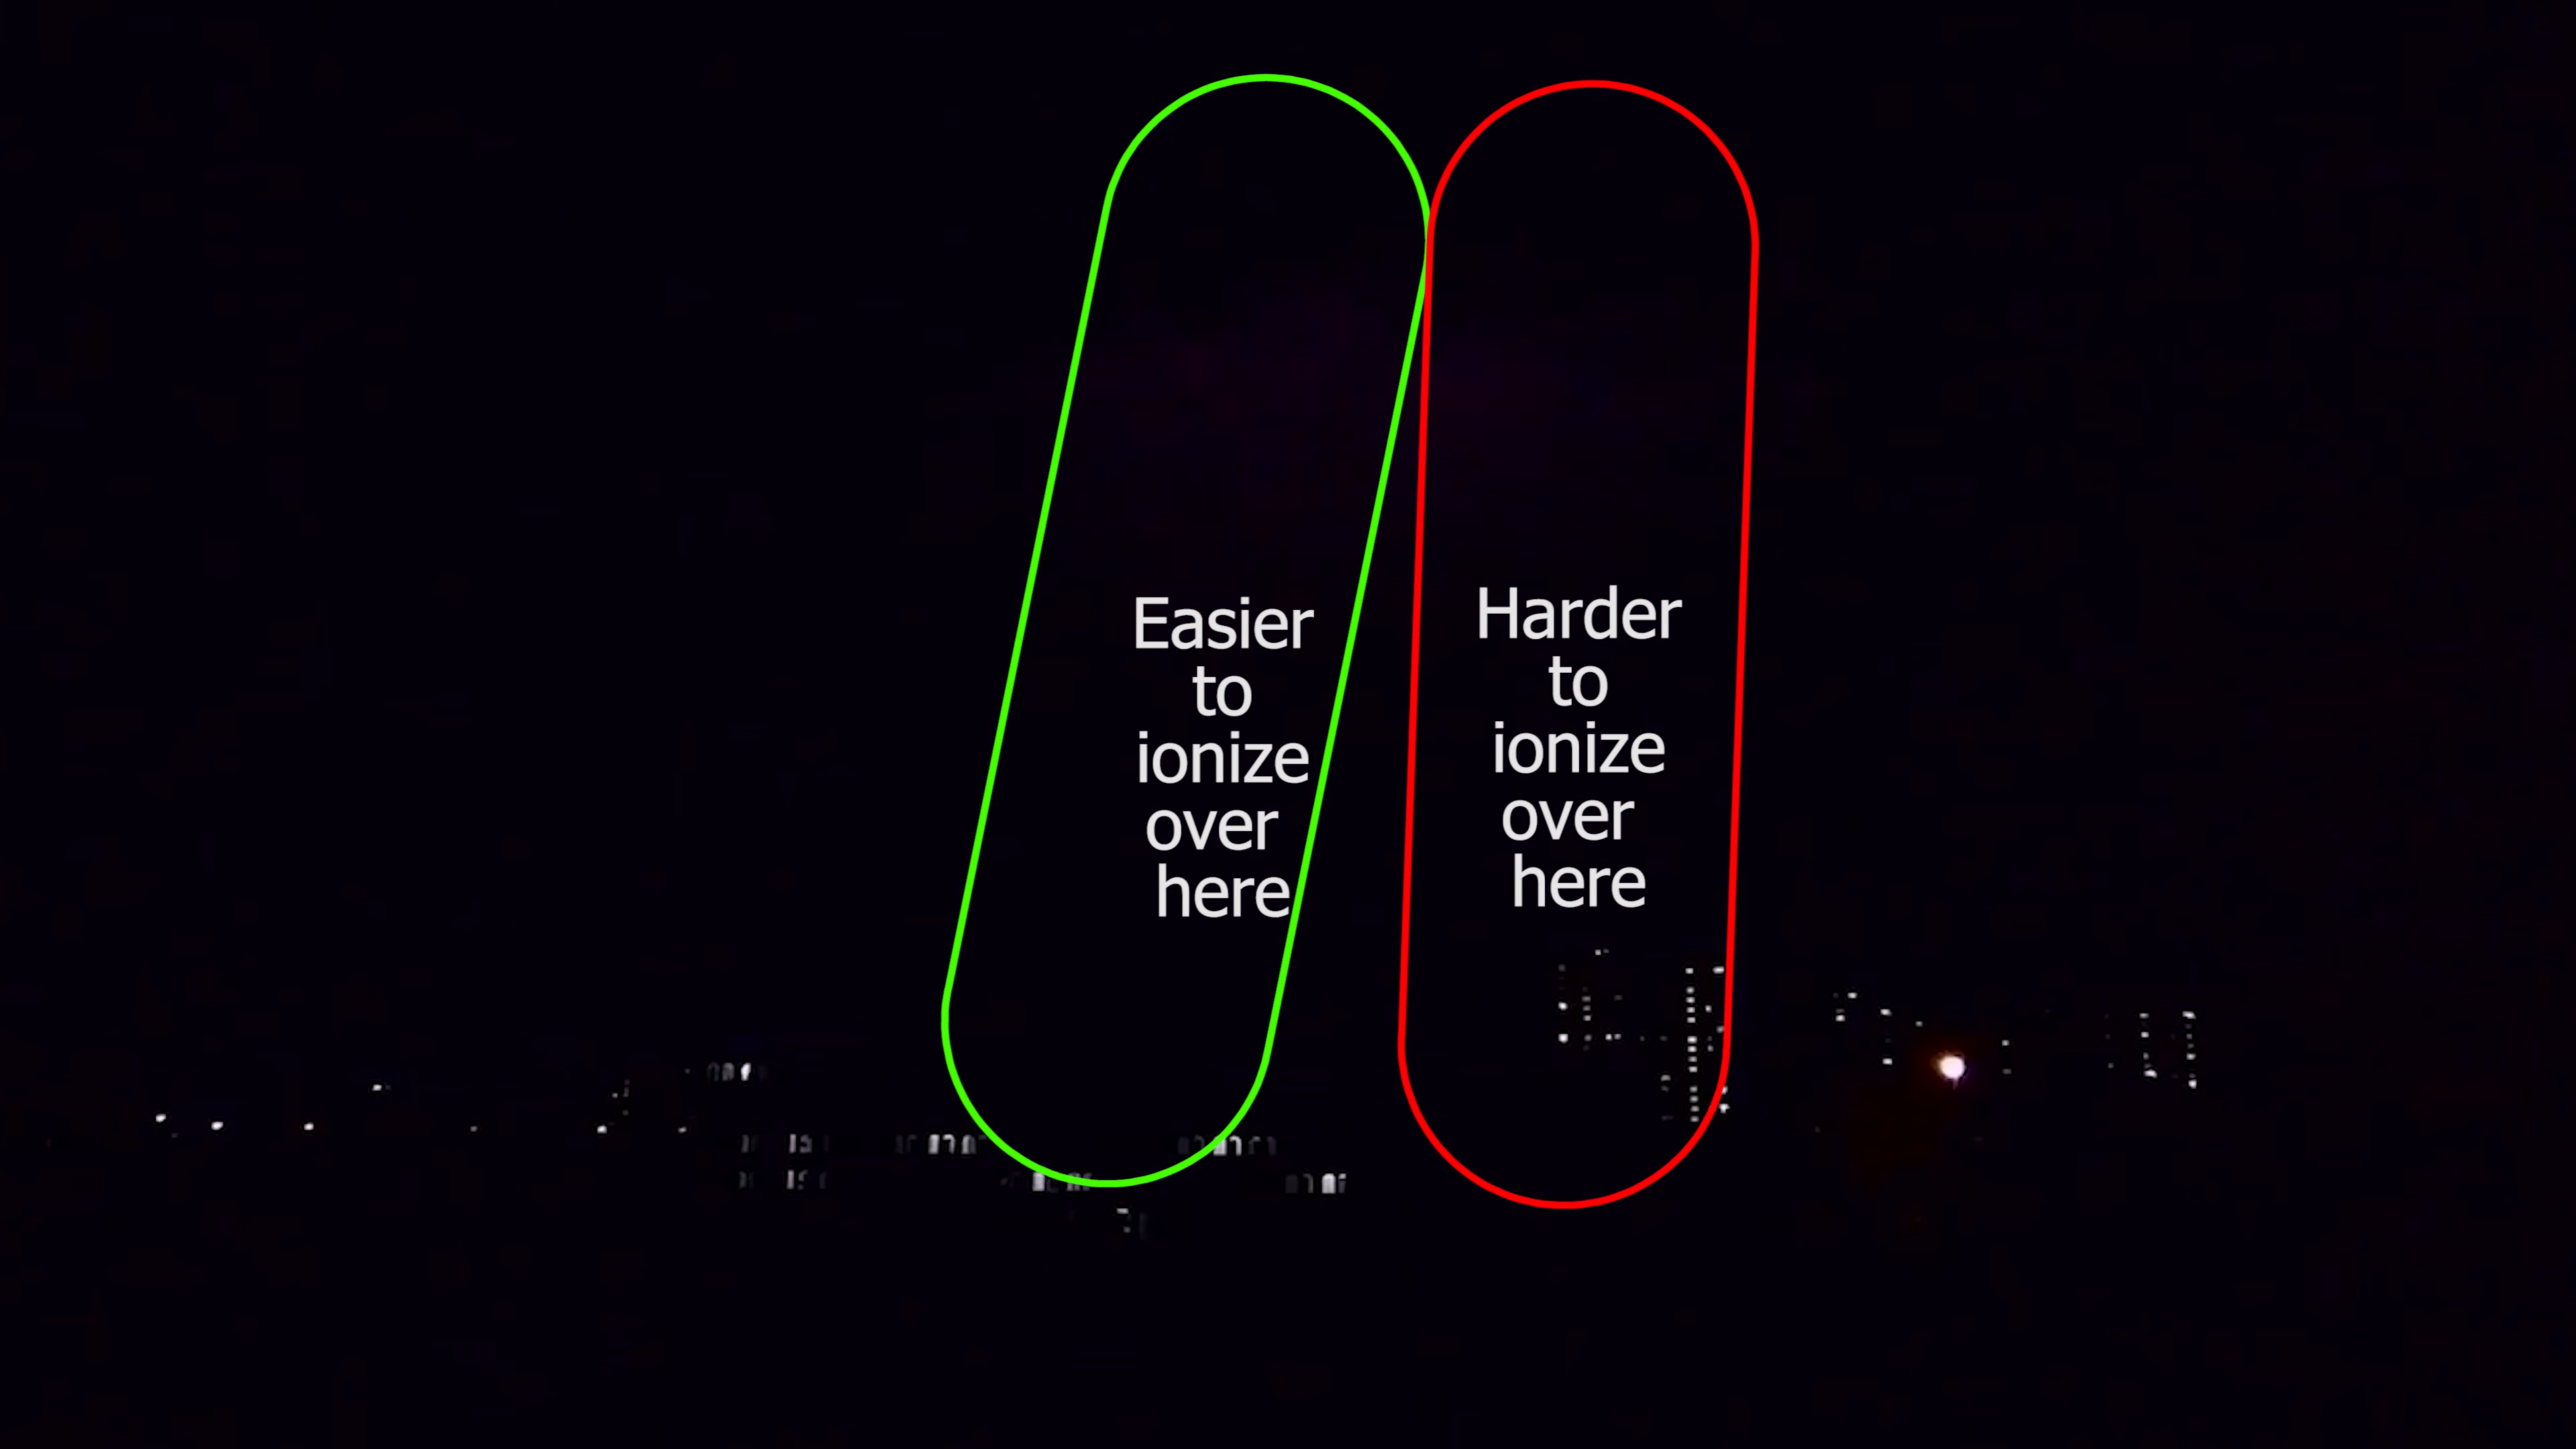 Easier
to
ionize
over
here
Harder
to
ionize
over
here